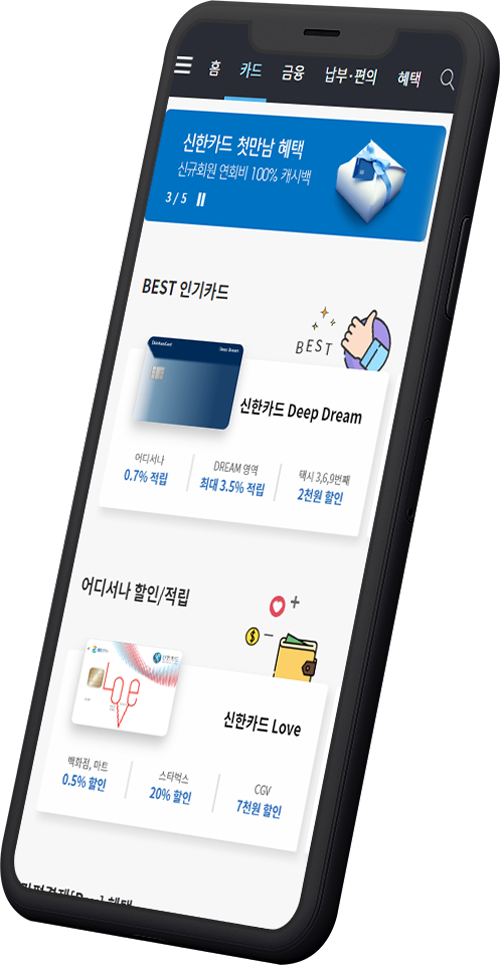 홈 카드 금융 납부·편의 혜택
신한카드 첫만남 혜택
신규회원 연회비 100% 캐시백
3 / 5
BEST 인기카드
BEST
ShinhanCard Deep Dream
신한카드 Deep Dream
어디서나 DREAM 영역 택시 3,6,9번째
0.7% 적립 최대 3.5% 적립 2천원 할인
어디서나 할인/적립
신한카드
Love
신한카드 Love
백화점, 마트 스타벅스 CGV
0.5% 할인 20% 할인 7천원 할인